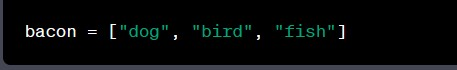 bacon = ["dog", "bird", "fish"]